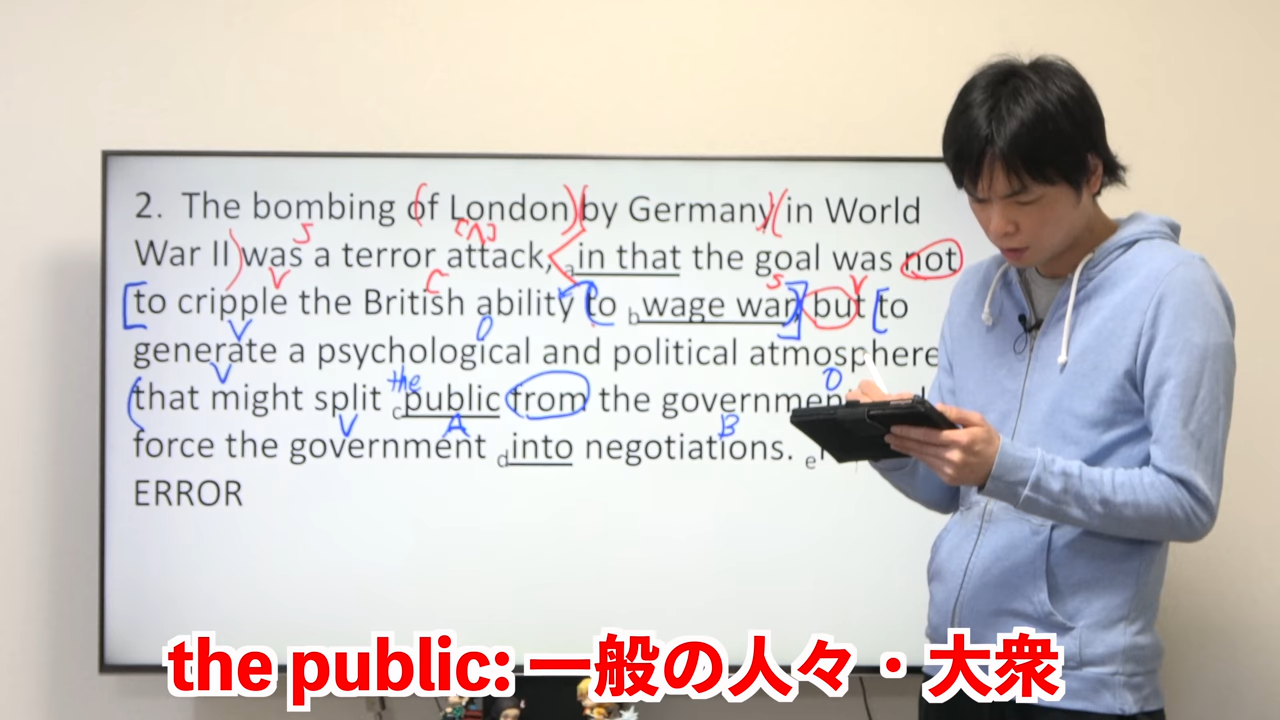 2. The bombing of London by Germany in World
War II was a terror attack, a in that the goal was not
S [ʌ]
V C S V
to cripple the British ability to b wage war, but to
V O
generate a psychological and political atmosphere
V the O
that might split c public from the
V A B
force the government d into negotiations. e
ERROR
the public: 一般の人々・大衆